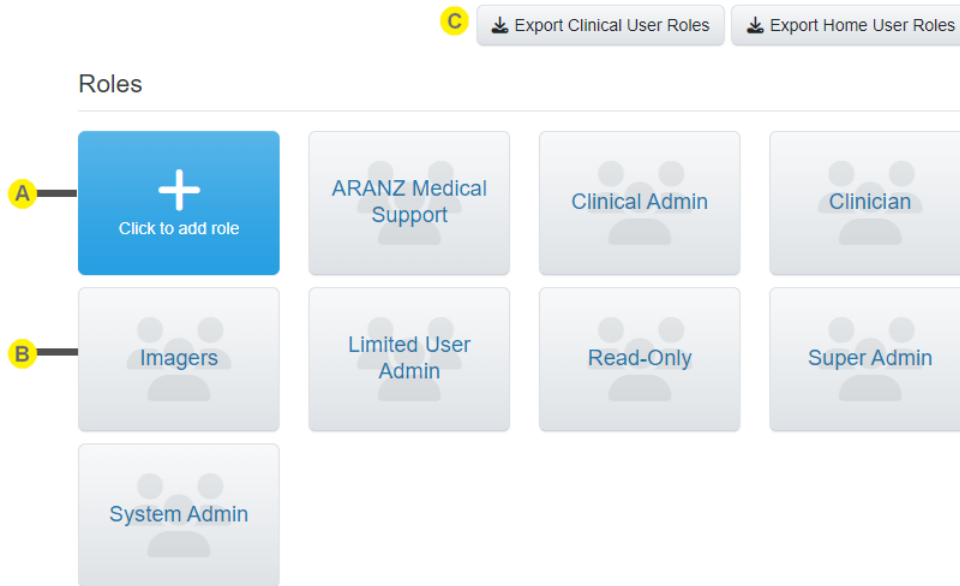 C Export Clinical User Roles Export Home User Roles
Roles
A
Click to add role
ARANZ Medical
Support
Clinical Admin
Clinician
B
Imagers
Limited User
Admin
Read-Only
Super Admin
System Admin